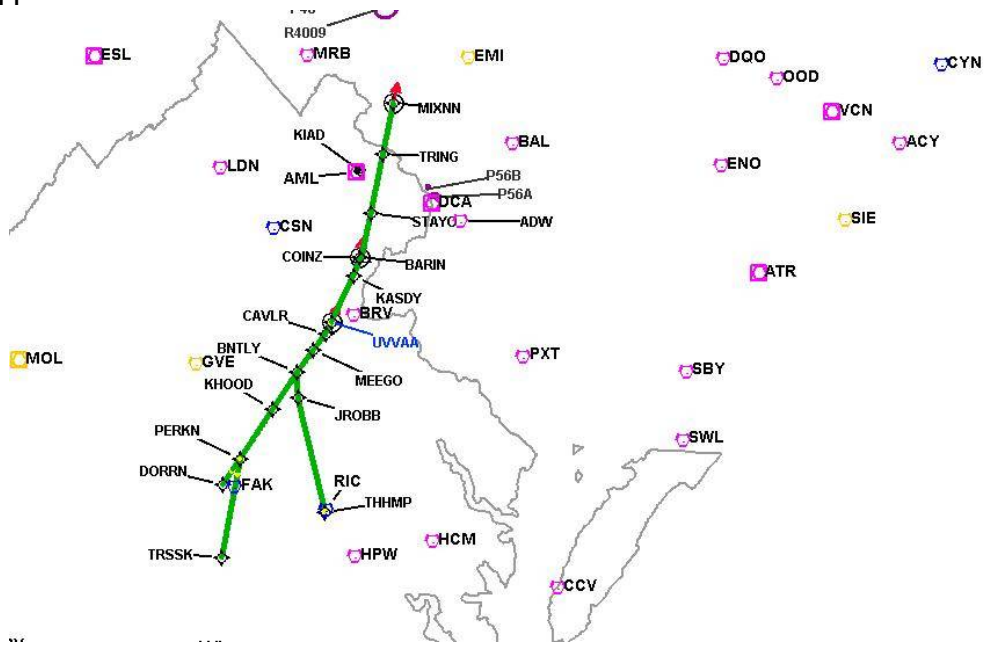 R4009
ESL
MRB
EMI
DQO
OOD
CYN
MIXNN
VCN
KIAD
TRING
BAL
ACY
LDN
AML
P56B
ENO
P56A
DCA
CSN
STAYO
ADW
SIE
COINZ
BARIN
ATR
KASDY
CAVLR
BRV
UVVAA
BNTLY
MOL
GVE
PXT
MEEGO
SBY
KHOOD
JROBB
PERKN
SWL
DORRN
FAK
RIC
THHMP
TRSSK
HPW
HCM
CCV